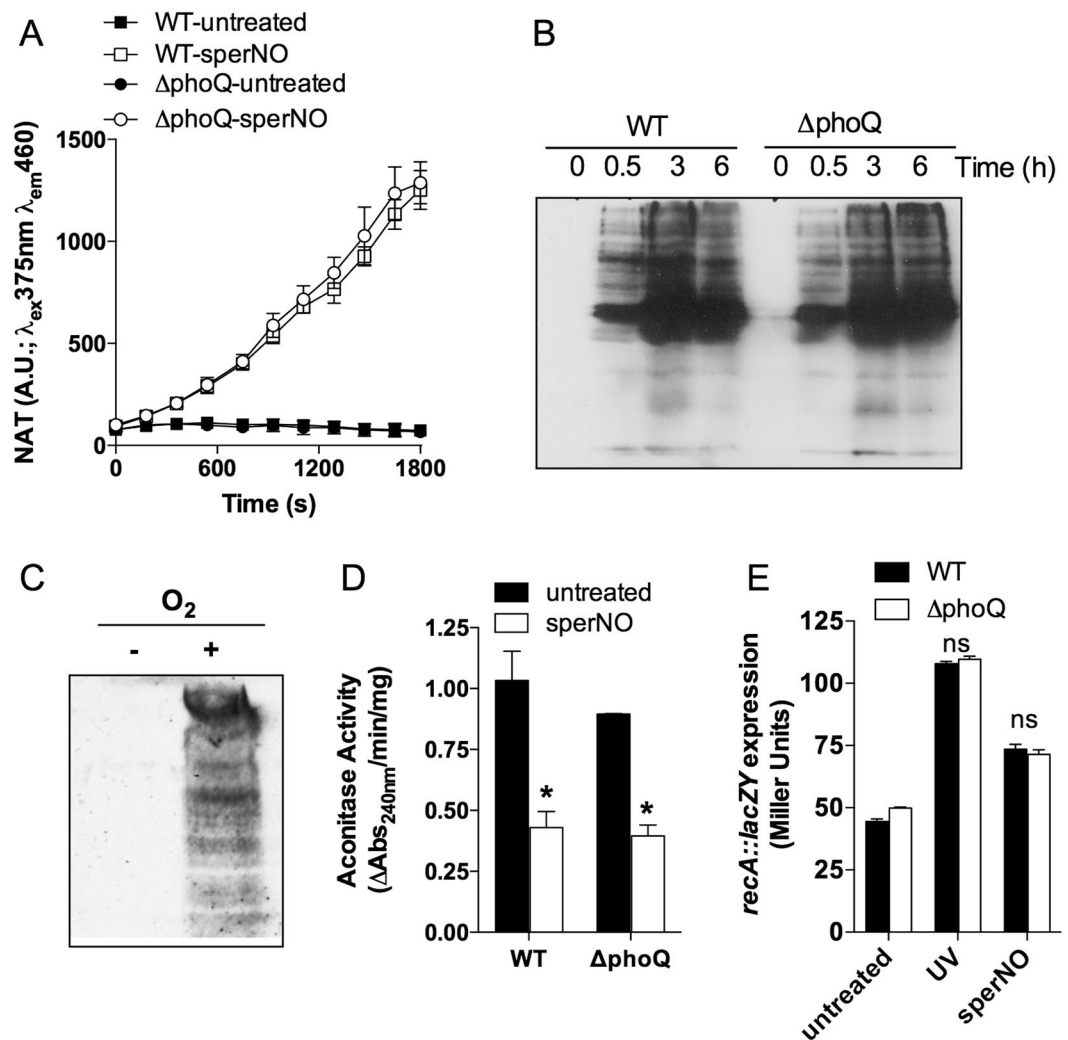 A
WT-untreated
WT-sperNO
ΔphoQ-untreated
ΔphoQ-sperNO
NAT (A.U.; λex375nm λem460)
1500
1000
500
0
0 600 1200 1800
Time (s)
B
WT ΔphoQ
0 0.5 3 6 0 0.5 3 6 Time (h)
C
O2
- +
D
untreated
sperNO
Aconitase Activity
(ΔAbs240nm/min/mg)
1.25
1.00
0.75
0.50
0.25
0.00
*
*
WT ΔphoQ
E
WT
ΔphoQ
recA::lacZY expression
(Miller Units)
125
100
75
50
25
0
ns
ns
untreated
UV
sperNO